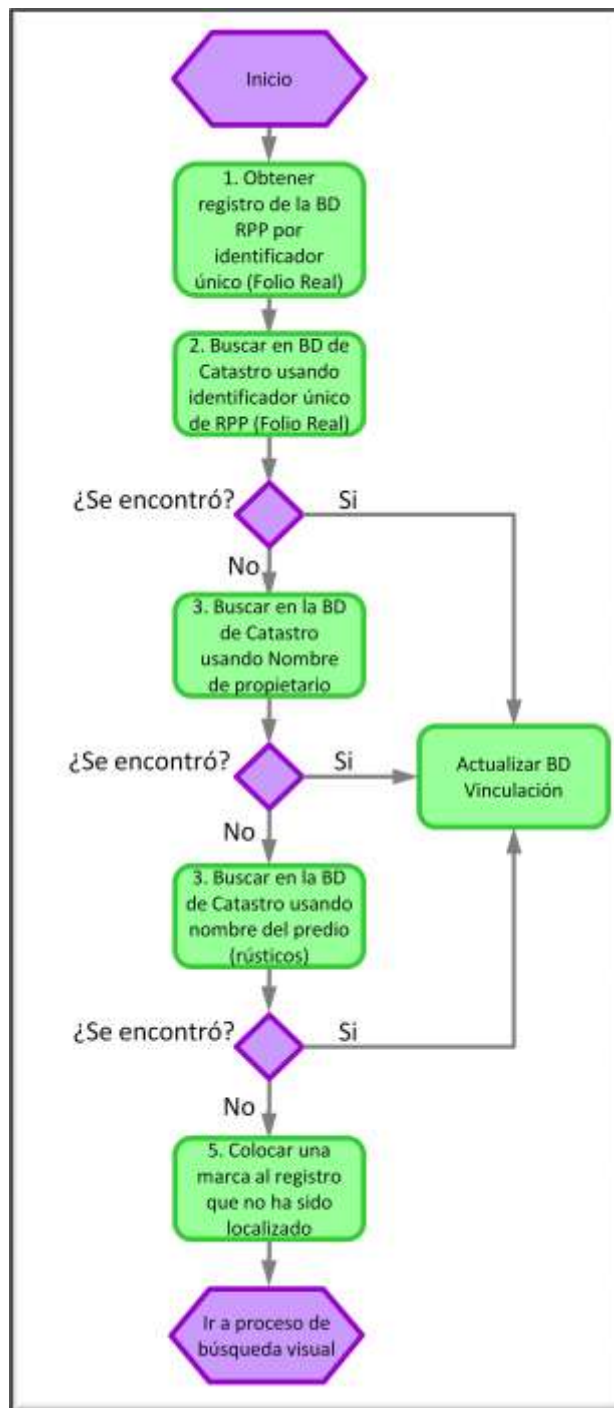 Inicio
1. Obtener
registro de la BD
RPP por
identificador
único (Folio Real)
2. Buscar en BD de
Catastro usando
identificador único
de RPP (Folio Real)
¿Se encontró?
Si
No
3. Buscar en la BD
de Catastro
usando Nombre
de propietario
¿Se encontró?
Si
Actualizar BD
Vinculación
No
3. Buscar en la BD
de Catastro usando
nombre del predio
(rústicos)
¿Se encontró?
Si
No
5. Colocar una
marca al registro
que no ha sido
localizado
Ir a proceso de
búsqueda visual